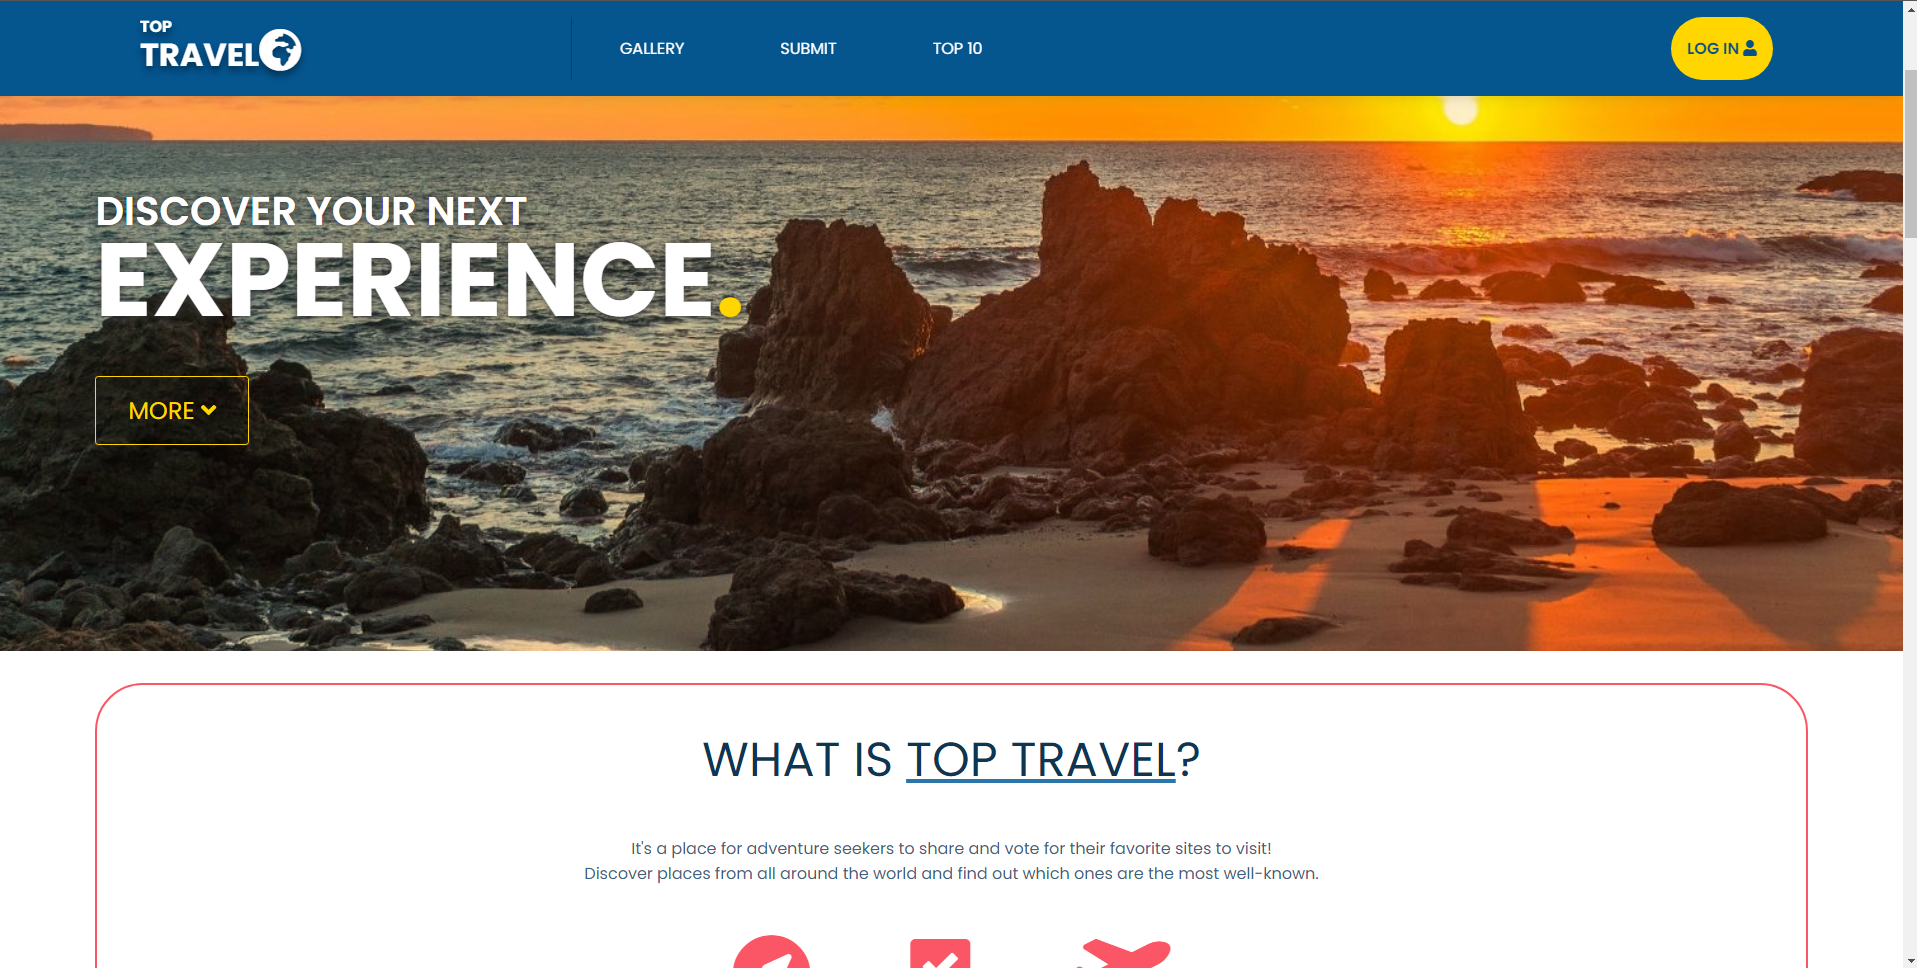 TOP
TRAVEL
GALLERY
SUBMIT
TOP 10
LOG IN
DISCOVER YOUR NEXT
EXPERIENCE.
MORE
WHAT IS TOP TRAVEL?
It's a place for adventure seekers to share and vote for their favorite sites to visit!
Discover places from all around the world and find out which ones are the most well-known.